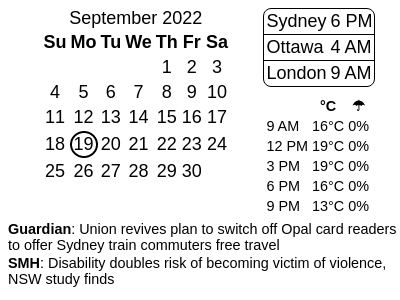 September 2022
Su Mo Tu We Th Fr Sa
1 2 3
4 5 6 7 8 9 10
11 12 13 14 15 16 17
18 19 20 21 22 23 24
25 26 27 28 29 30
Sydney 6 PM
Ottawa 4 AM
London 9 AM
°C ☂
9 AM 16°C 0%
12 PM 19°C 0%
3 PM 19°C 0%
6 PM 16°C 0%
9 PM 13°C 0%
Guardian: Union revives plan to switch off Opal card readers
to offer Sydney train commuters free travel
SMH: Disability doubles risk of becoming victim of violence,
NSW study finds